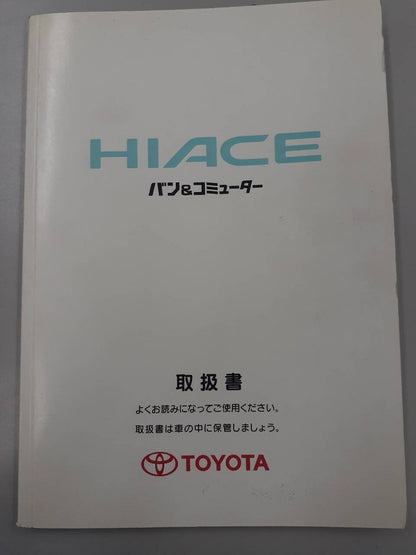 HIACE
バン&コミューター
取扱書
よくお読みになってご使用ください。
取扱書は車の中に保管しましょう。
TOYOTA